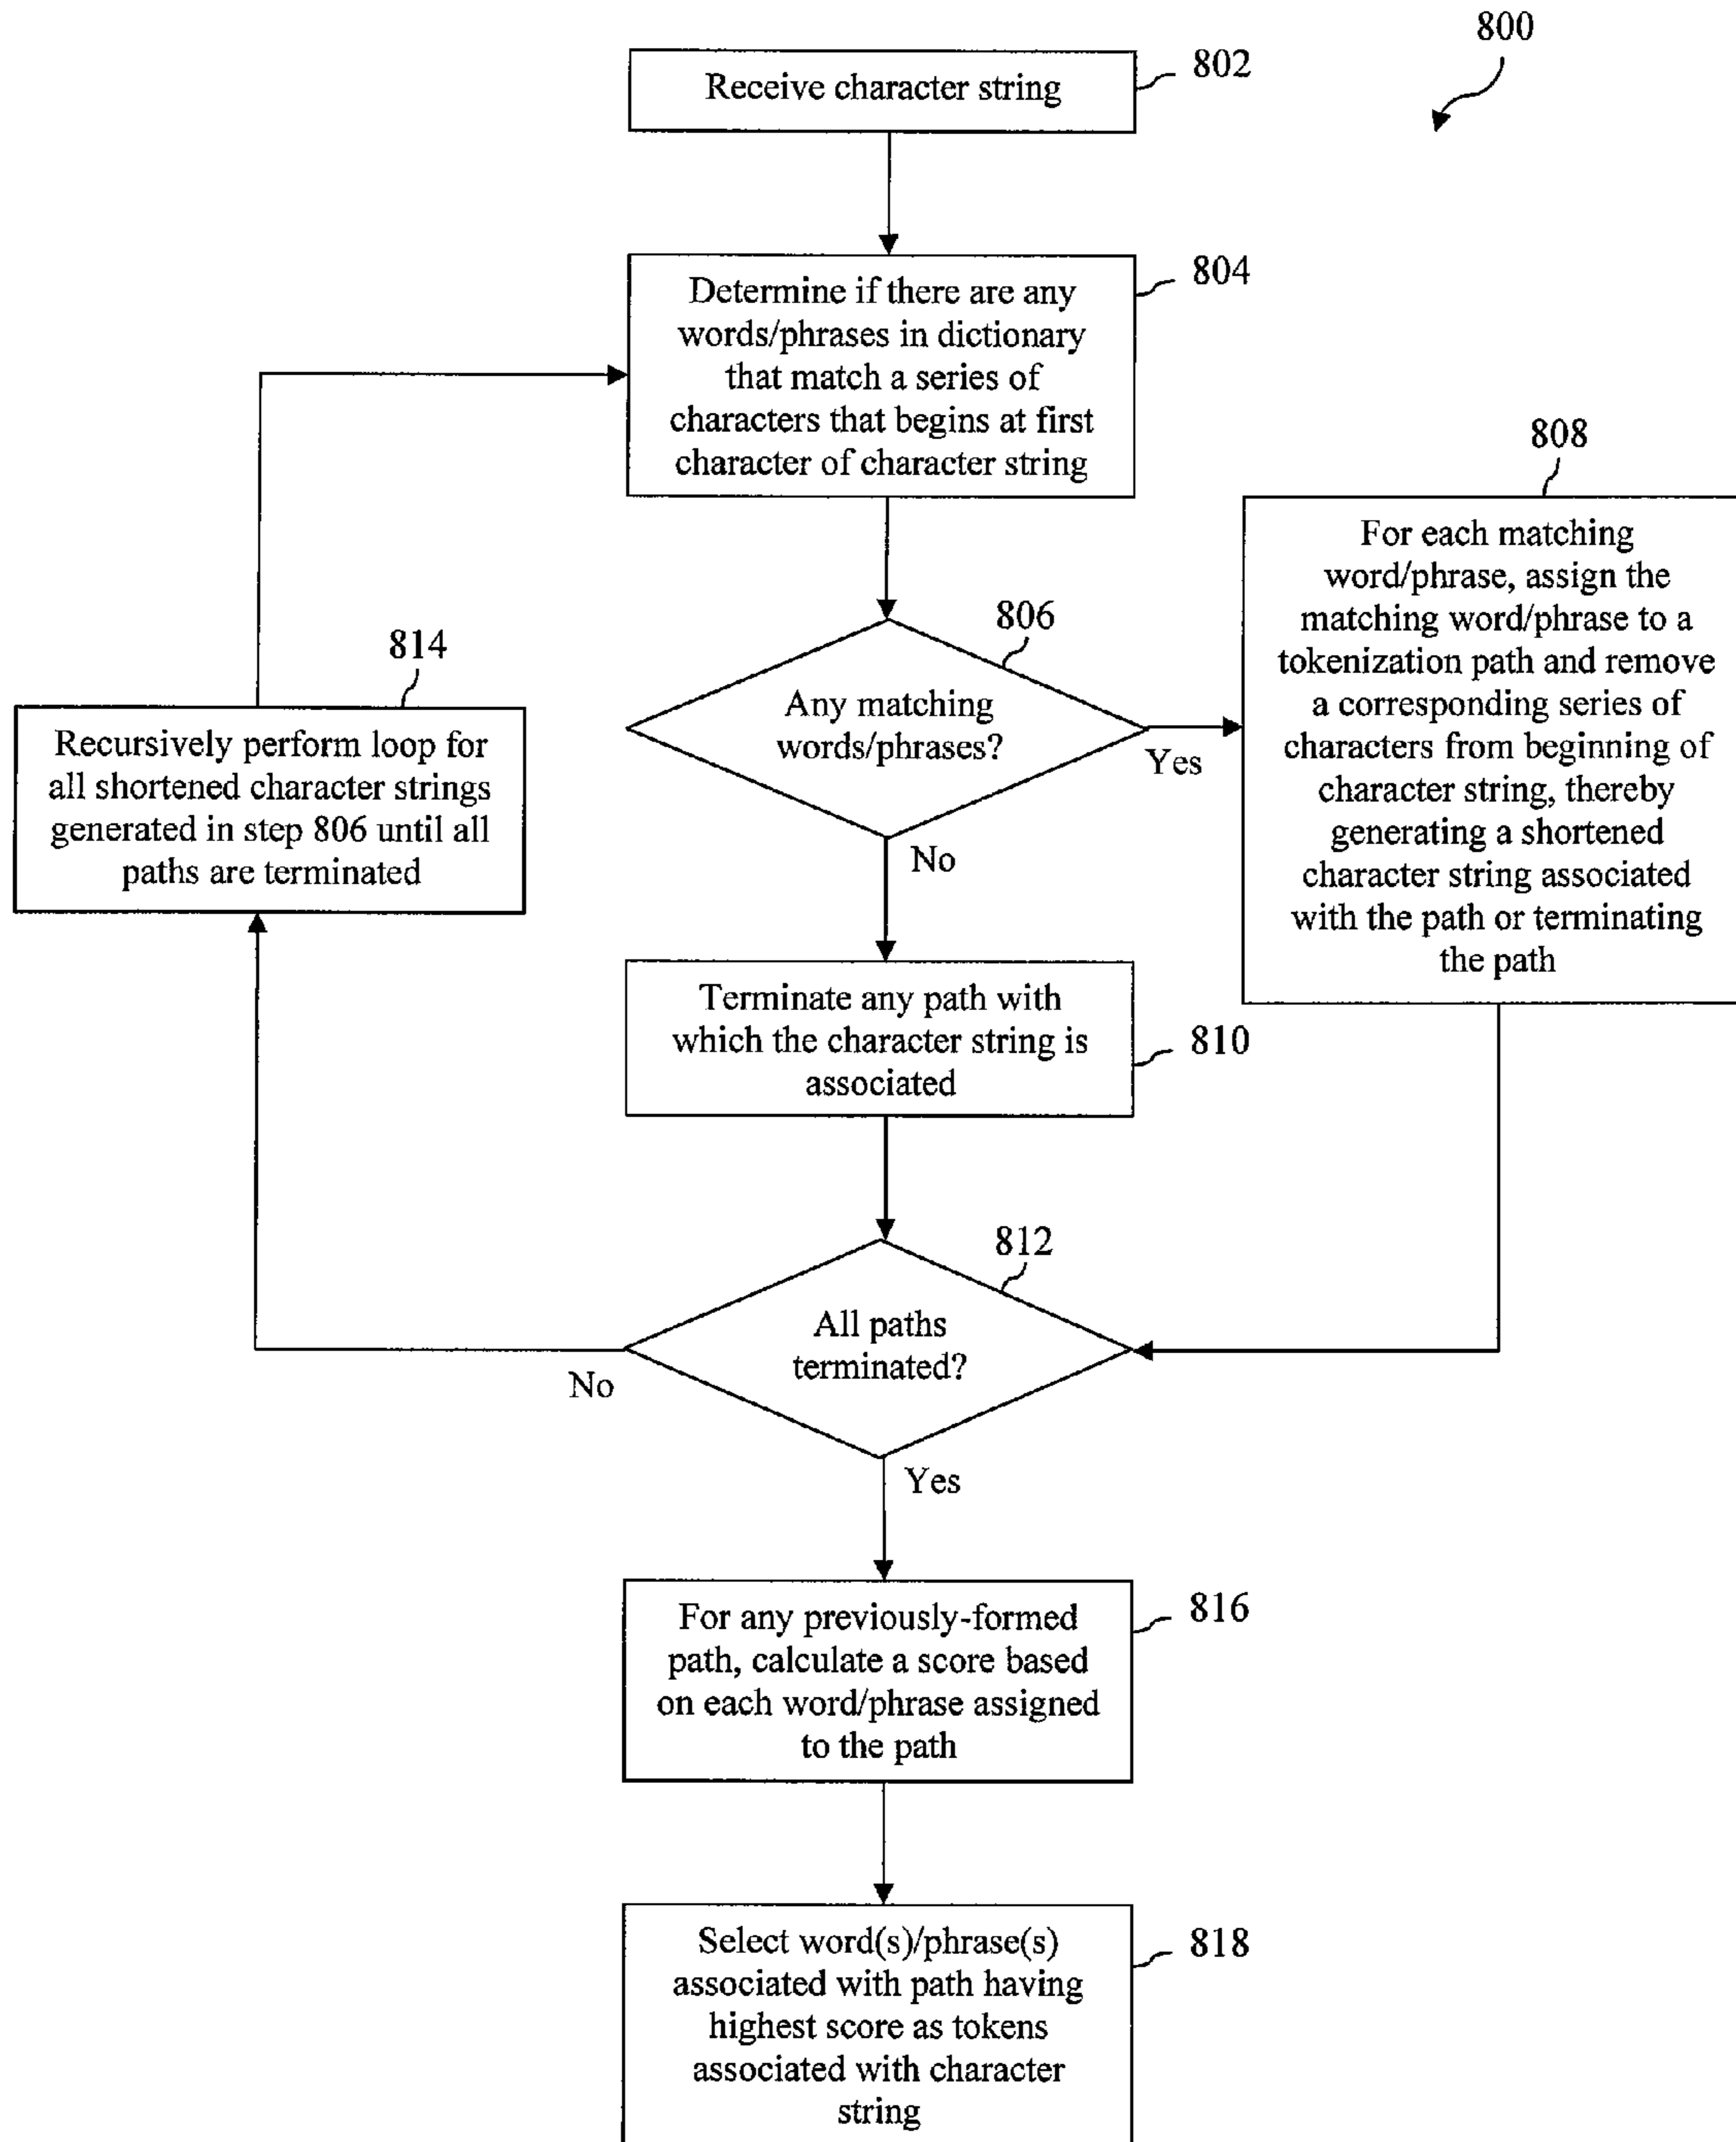 800
802
Receive character string
804
Determine if there are any
words/phrases in dictionary
that match a series of
characters that begins at first
character of character string
806
Any matching
words/phrases?
Yes
No
808
For each matching
word/phrase, assign the
matching word/phrase to a
tokenization path and remove
a corresponding series of
characters from beginning of
character string, thereby
generating a shortened
character string associated
with the path or terminating
the path
814
Recursively perform loop for
all shortened character strings
generated in step 806 until all
paths are terminated
Terminate any path with
which the character string is
associated
810
812
All paths
terminated?
No
Yes
816
For any previously-formed
path, calculate a score based
on each word/phrase assigned
to the path
818
Select word(s)/phrase(s)
associated with path having
highest score as tokens
associated with character
string